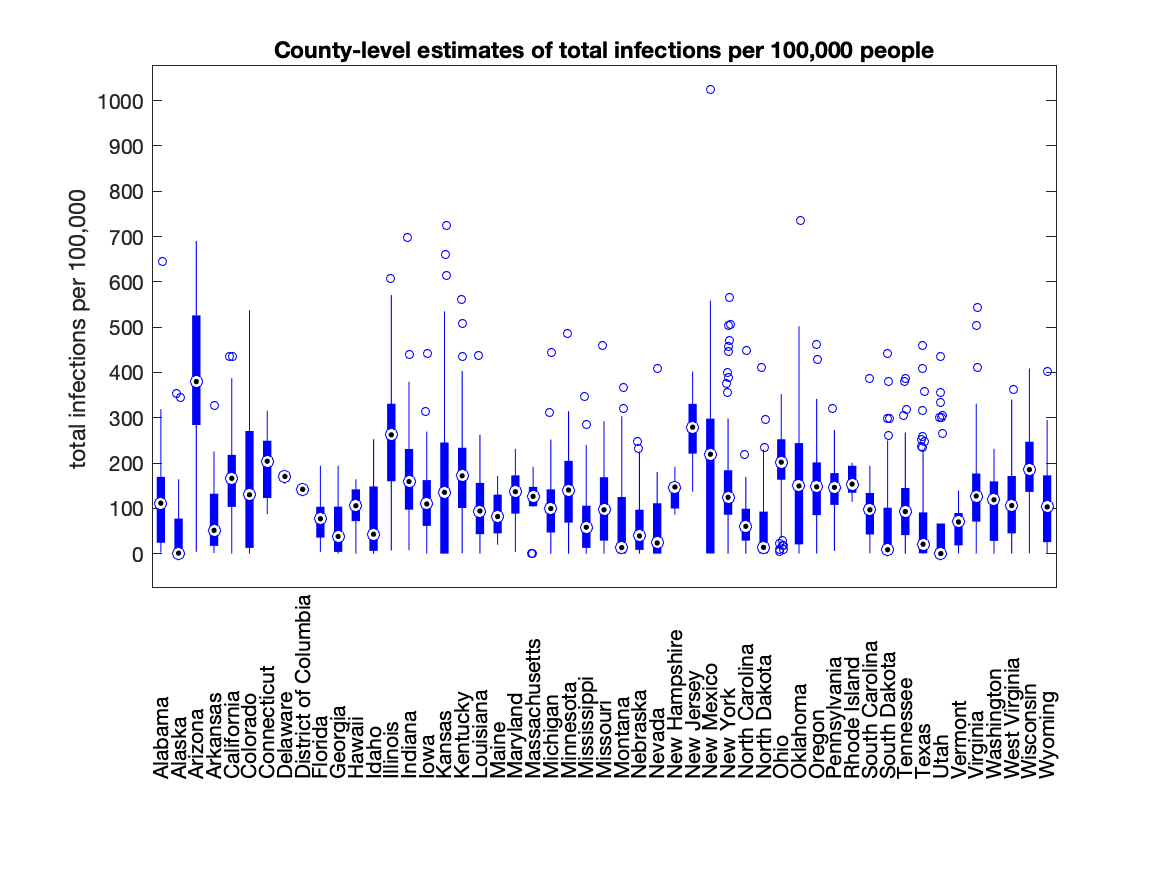 County-level estimates of total infections per 100,000 people
total infections per 100,000
1000
900
800
700
600
500
400
300
200
100
0
Alabama
Alaska
Arizona
Arkansas
California
Colorado
Connecticut
Delaware
District of Columbia
Florida
Georgia
Hawaii
Idaho
Illinois
Indiana
Iowa
Kansas
Kentucky
Louisiana
Maine
Maryland
Massachusetts
Michigan
Minnesota
Mississippi
Missouri
Montana
Nebraska
Nevada
New Hampshire
New Jersey
New Mexico
New York
North Carolina
North Dakota
Ohio
Oklahoma
Oregon
Pennsylvania
Rhode Island
South Carolina
South Dakota
Tennessee
Texas
Utah
Vermont
Virginia
Washington
West Virginia
Wisconsin
Wyoming